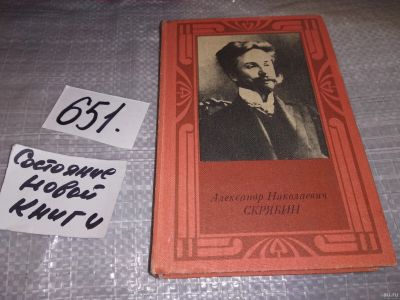 651.
Состояние
новой
книги
Александр Николаевич
СКРЯБИН